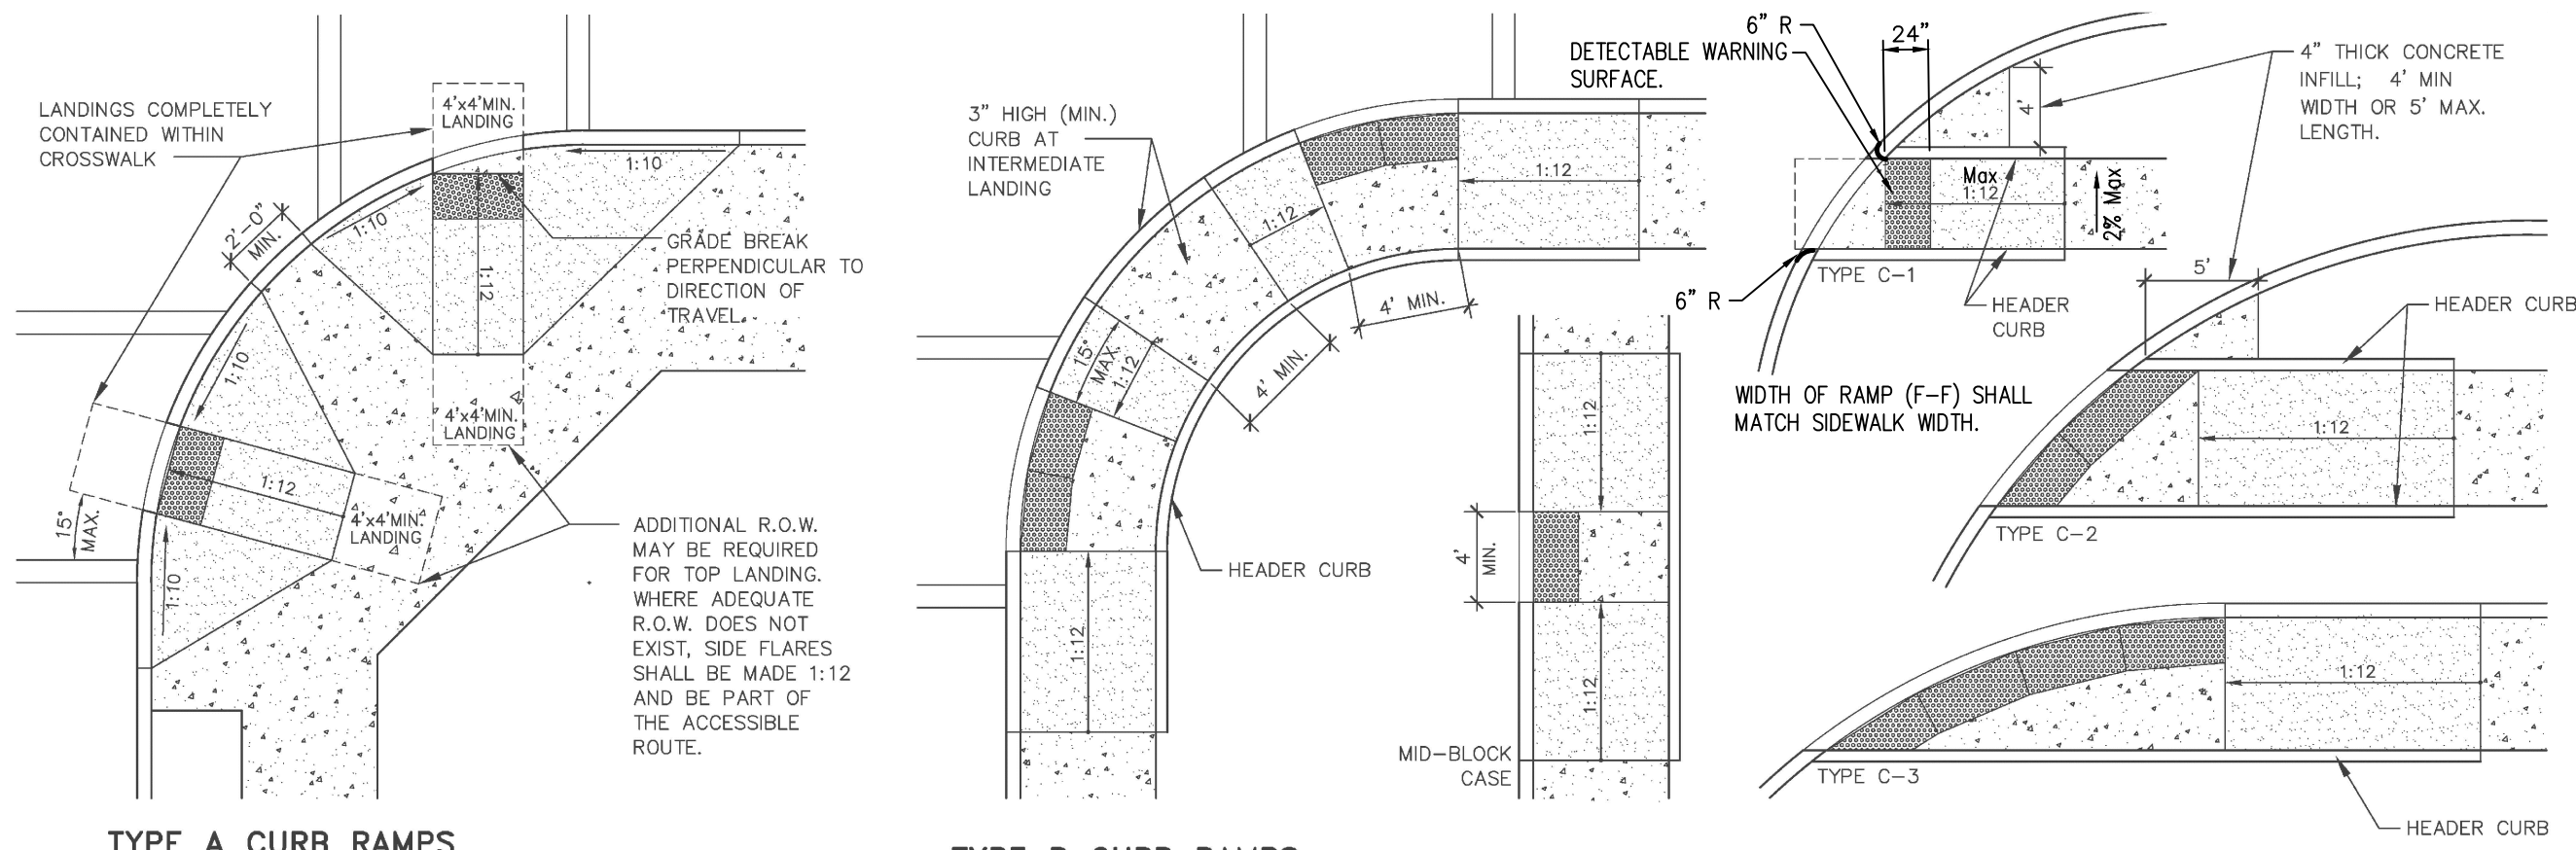 LANDINGS COMPLETELY
CONTAINED WITHIN
CROSSWALK
4'x4'MIN.
LANDING
1:10
1:10
2'-0"
MIN.
1:12
GRADE BREAK
PERPENDICULAR TO
DIRECTION OF
TRAVEL.
1:10
4'x4'MIN.
LANDING
1:12
4'x4'MIN.
LANDING
15°
MAX.
1:10
ADDITIONAL R.O.W.
MAY BE REQUIRED
FOR TOP LANDING.
WHERE ADEQUATE
R.O.W. DOES NOT
EXIST, SIDE FLARES
SHALL BE MADE 1:12
AND BE PART OF
THE ACCESSIBLE
ROUTE.
TYPE A CURB RAMPS
3" HIGH (MIN.)
CURB AT
INTERMEDIATE
LANDING
1:12
1:12
4' MIN.
15°
MAX.
1:12
4' MIN.
HEADER CURB
1:12
1:12
4'
MIN.
1:12
MID-BLOCK
CASE
6" R
DETECTABLE WARNING
SURFACE.
24"
4" THICK CONCRETE
INFILL; 4' MIN
WIDTH OR 5' MAX.
LENGTH.
4'
Max
1:12
2% Max
TYPE C-1
6" R
HEADER
CURB
5'
HEADER CURB
WIDTH OF RAMP (F-F) SHALL
MATCH SIDEWALK WIDTH.
1:12
TYPE C-2
1:12
TYPE C-3
HEADER CURB